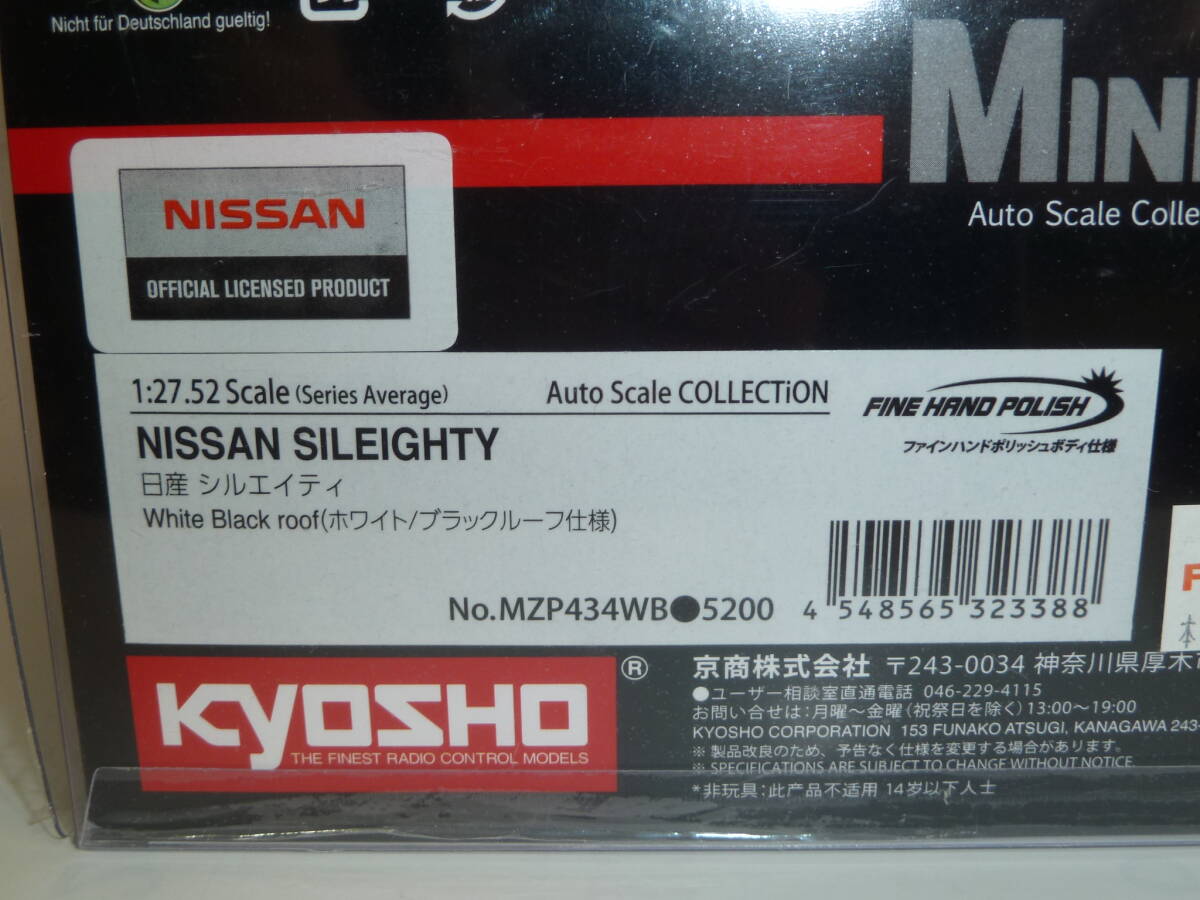 Nicht für Deutschland gueltig!
MINI
Auto Scale Colle
NISSAN
OFFICIAL LICENSED PRODUCT
1:27.52 Scale (Series Average) Auto Scale COLLECTiON
FINE HAND POLISH
ファインハンドポリッシュボディ仕様
NISSAN SILEIGHTY
日産 シルエイティ
White Black roof(ホワイト/ブラックルーフ仕様)
No.MZP434WB●5200
4 548565 323388
KYOSHO ®
THE FINEST RADIO CONTROL MODELS
京商株式会社 〒243-0034 神奈川県厚木市
●ユーザー相談室直通電話 046-229-4115
お問い合せは:月曜〜金曜(祝祭日を除く)13:00〜19:00
KYOSHO CORPORATION 153 FUNAKO ATSUGI, KANAGAWA 243-
※ 製品改良のため、予告なく仕様を変更する場合があります。
※ SPECIFICATIONS ARE SUBJECT TO CHANGE WITHOUT NOTICE.
*非玩具:此产品不适用 14岁以下人士